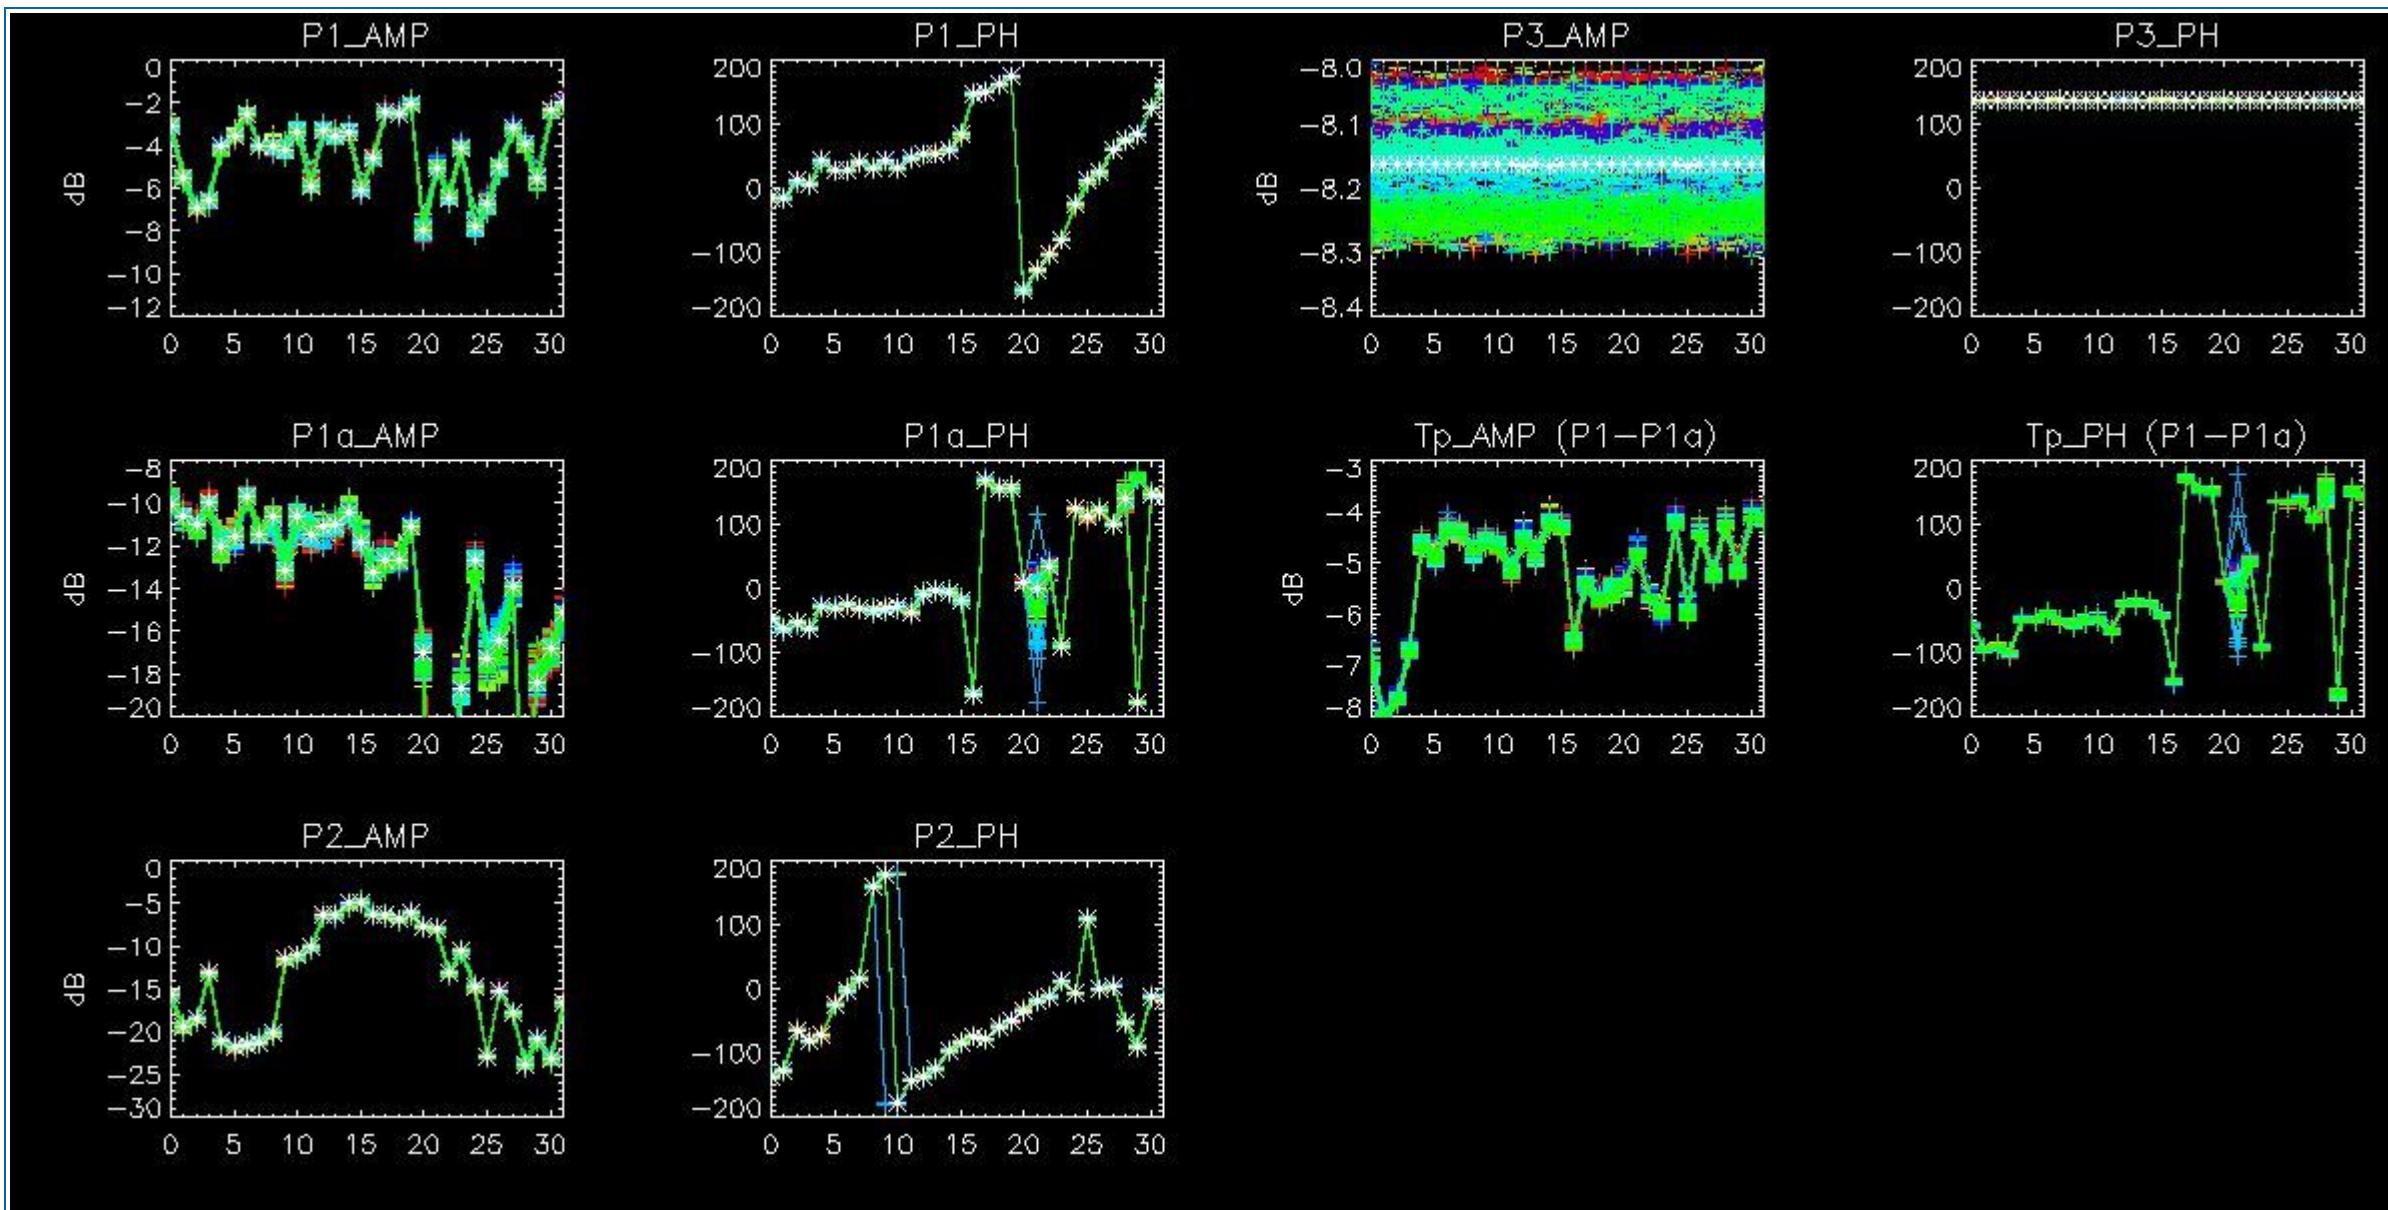 P1_AMP
P1_PH
P3_AMP
P3_PH
0
−2
−4
−6
−8
−10
−12
dB
0 5 10 15 20 25 30
200
100
0
−100
−200
0 5 10 15 20 25 30
−8.0
−8.1
−8.2
−8.3
−8.4
dB
0 5 10 15 20 25 30
200
100
0
−100
−200
0 5 10 15 20 25 30
P1a_AMP
P1a_PH
Tp_AMP (P1−P1a)
Tp_PH (P1−P1a)
−8
−10
−12
−14
−16
−18
−20
dB
0 5 10 15 20 25 30
200
100
0
−100
−200
0 5 10 15 20 25 30
−3
−4
−5
−6
−7
−8
dB
0 5 10 15 20 25 30
200
100
0
−100
−200
0 5 10 15 20 25 30
P2_AMP
P2_PH
0
−5
−10
−15
−20
−25
−30
dB
0 5 10 15 20 25 30
200
100
0
−100
−200
0 5 10 15 20 25 30